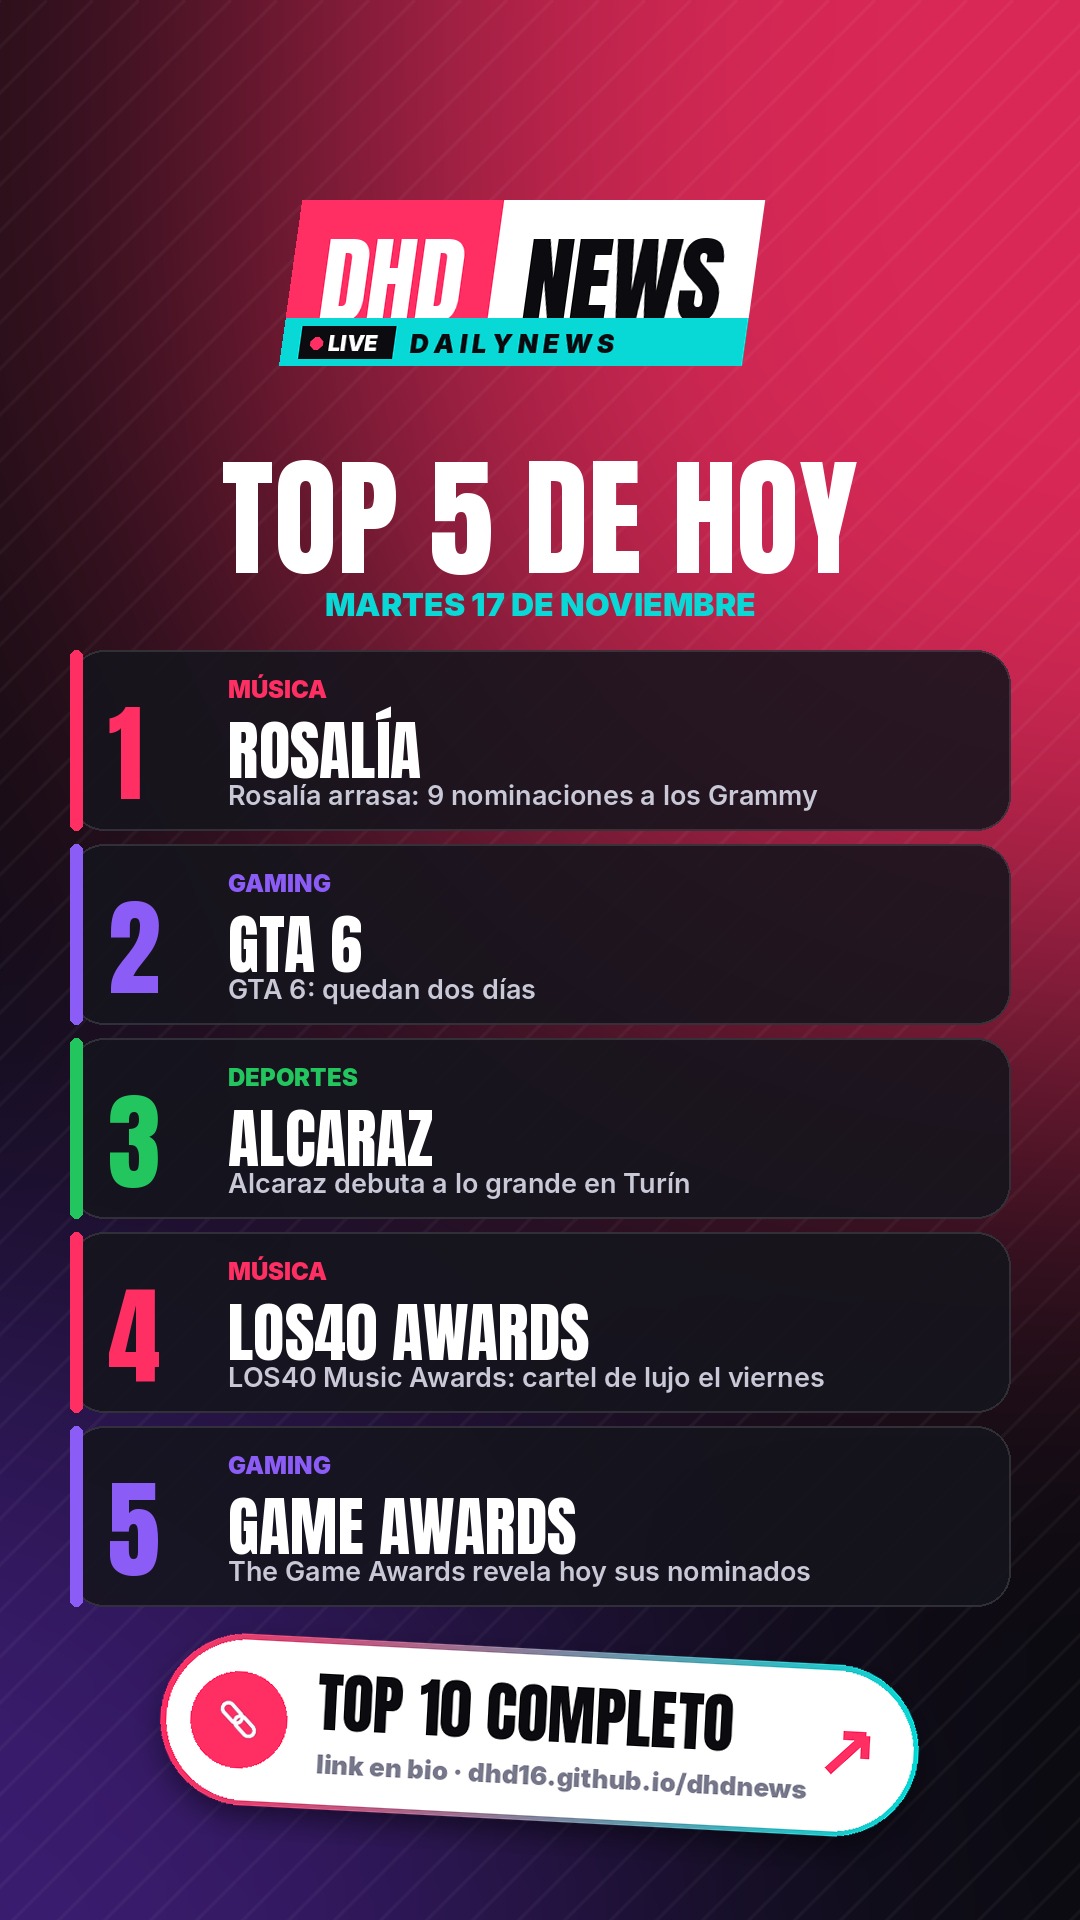 DHD NEWS
LIVE DAILYNEWS
TOP 5 DE HOY
MARTES 17 DE NOVIEMBRE
1
MÚSICA
ROSALÍA
Rosalía arrasa: 9 nominaciones a los Grammy
2
GAMING
GTA 6
GTA 6: quedan dos días
3
DEPORTES
ALCARAZ
Alcaraz debuta a lo grande en Turín
4
MÚSICA
LOS40 AWARDS
LOS40 Music Awards: cartel de lujo el viernes
5
GAMING
GAME AWARDS
The Game Awards revela hoy sus nominados
TOP 10 COMPLETO
link en bio · dhd16.github.io/dhdnews